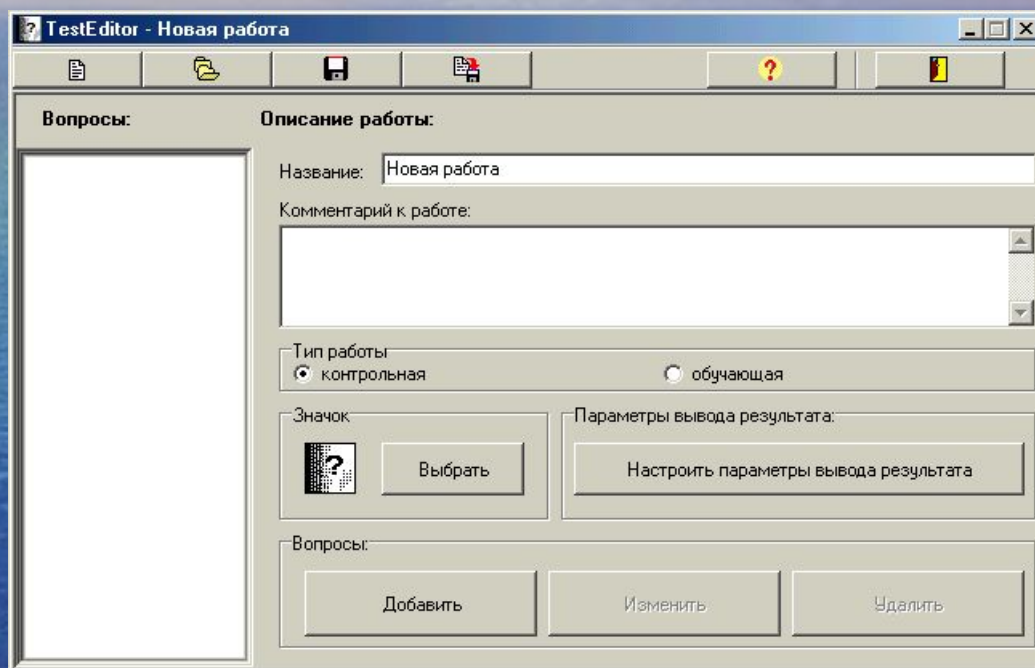 TestEditor - Новая работа
Вопросы:
Описание работы:
Название: Новая работа
Комментарий к работе:
Тип работы
контрольная обучающая
Значок
Параметры вывода результата:
Выбрать
Настроить параметры вывода результата
Вопросы:
Добавить Изменить Удалить